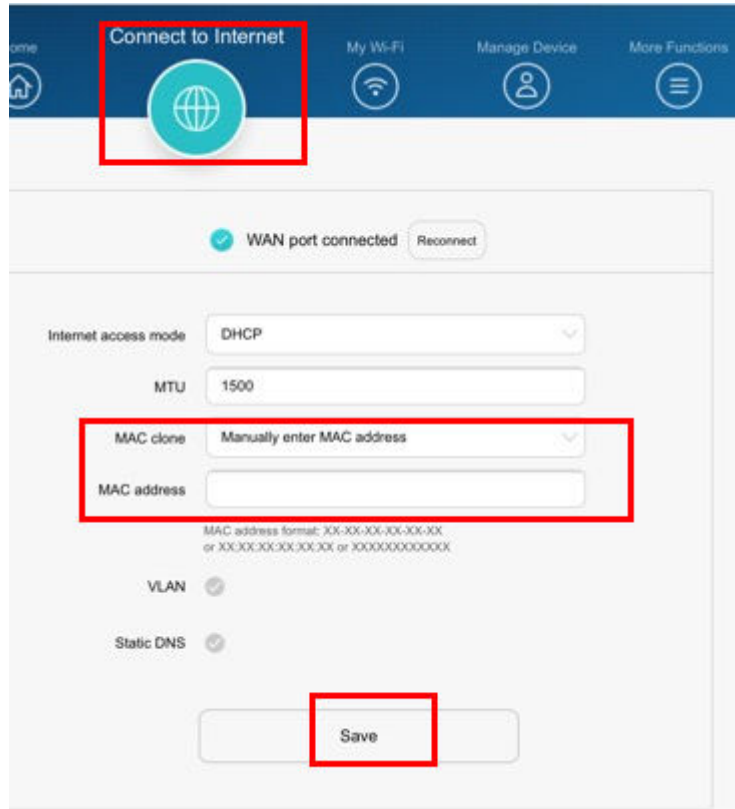 ome
Connect to Internet
My Wi-Fi
Manage Device
More Functions
WAN port connected
Reconnect
Internet access mode
DHCP
MTU
1500
MAC clone
Manually enter MAC address
MAC address
MAC address format: XX-XX-XX-XX-XX-XX
or XX:XX:XX:XX:XX:XX or XXXXXXXXXXXX
VLAN
Static DNS
Save